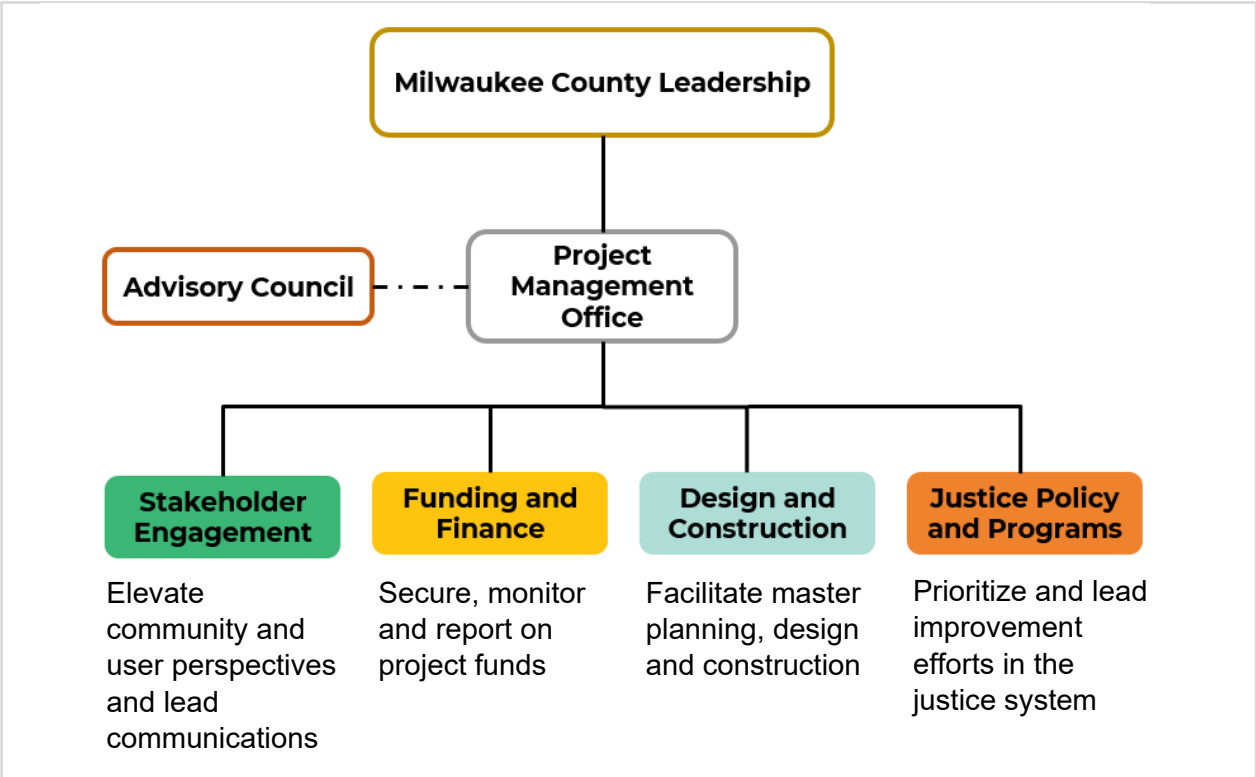 Milwaukee County Leadership
Advisory Council
Project
Management
Office
Stakeholder
Engagement
Elevate
community and
user perspectives
and lead
communications
Funding and
Finance
Secure, monitor
and report on
project funds
Design and
Construction
Facilitate master
planning, design
and construction
Justice Policy
and Programs
Prioritize and lead
improvement
efforts in the
justice system